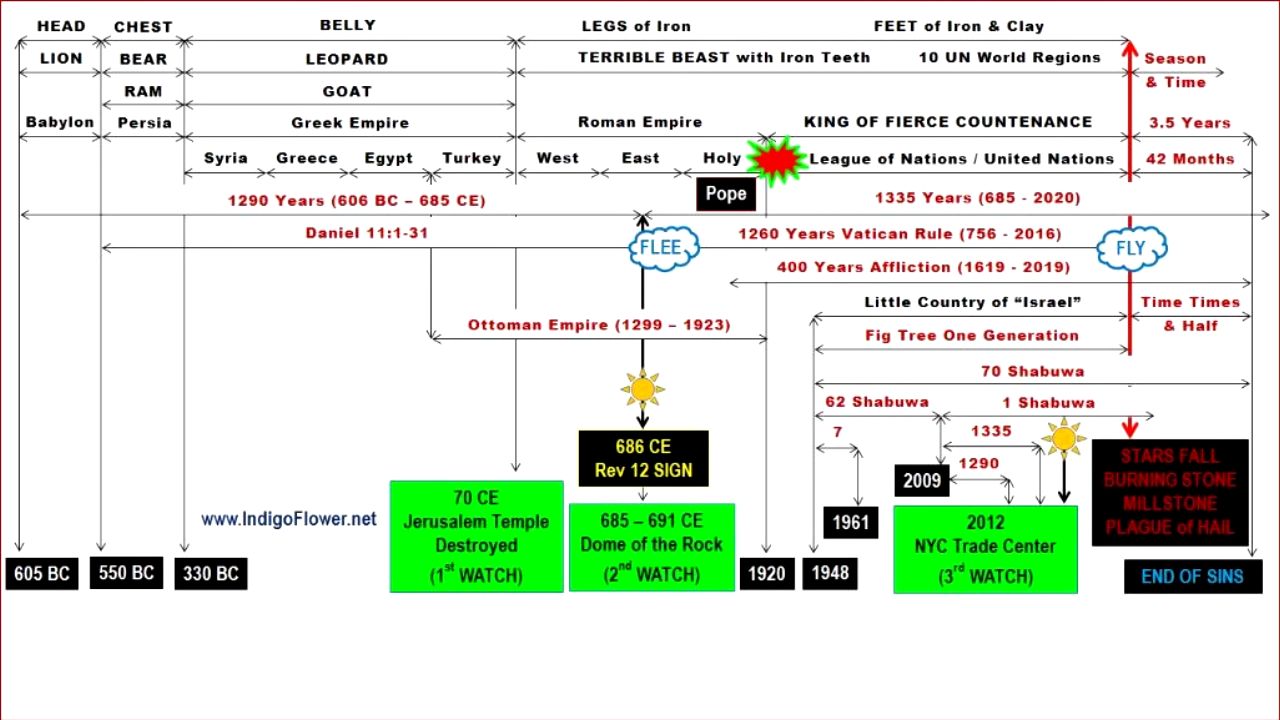 HEAD CHEST BELLY LEGS of Iron FEET of Iron & Clay
LION BEAR LEOPARD TERRIBLE BEAST with Iron Teeth 10 UN World Regions Season
& Time
RAM GOAT
Babylon Persia Greek Empire Roman Empire KING OF FIERCE COUNTENANCE 3.5 Years
Syria Greece Egypt Turkey West East Holy League of Nations / United Nations 42 Months
Pope
1290 Years (606 BC – 685 CE) 1335 Years (685 - 2020)
Daniel 11:1-31 1260 Years Vatican Rule (756 - 2016)
FLEE FLY
400 Years Affliction (1619 - 2019)
Little Country of “Israel” Time Times
& Half
Ottoman Empire (1299 – 1923)
Fig Tree One Generation
70 Shabuwa
62 Shabuwa 1 Shabuwa
7 1335
1290
2009
686 CE
Rev 12 SIGN
STARS FALL
BURNING STONE
MILLSTONE
PLAGUE of HAIL
www.IndigoFlower.net
70 CE
Jerusalem Temple
Destroyed
(1st WATCH)
685 – 691 CE
Dome of the Rock
(2nd WATCH)
1961
2012
NYC Trade Center
(3rd WATCH)
605 BC 550 BC 330 BC 1920 1948 END OF SINS